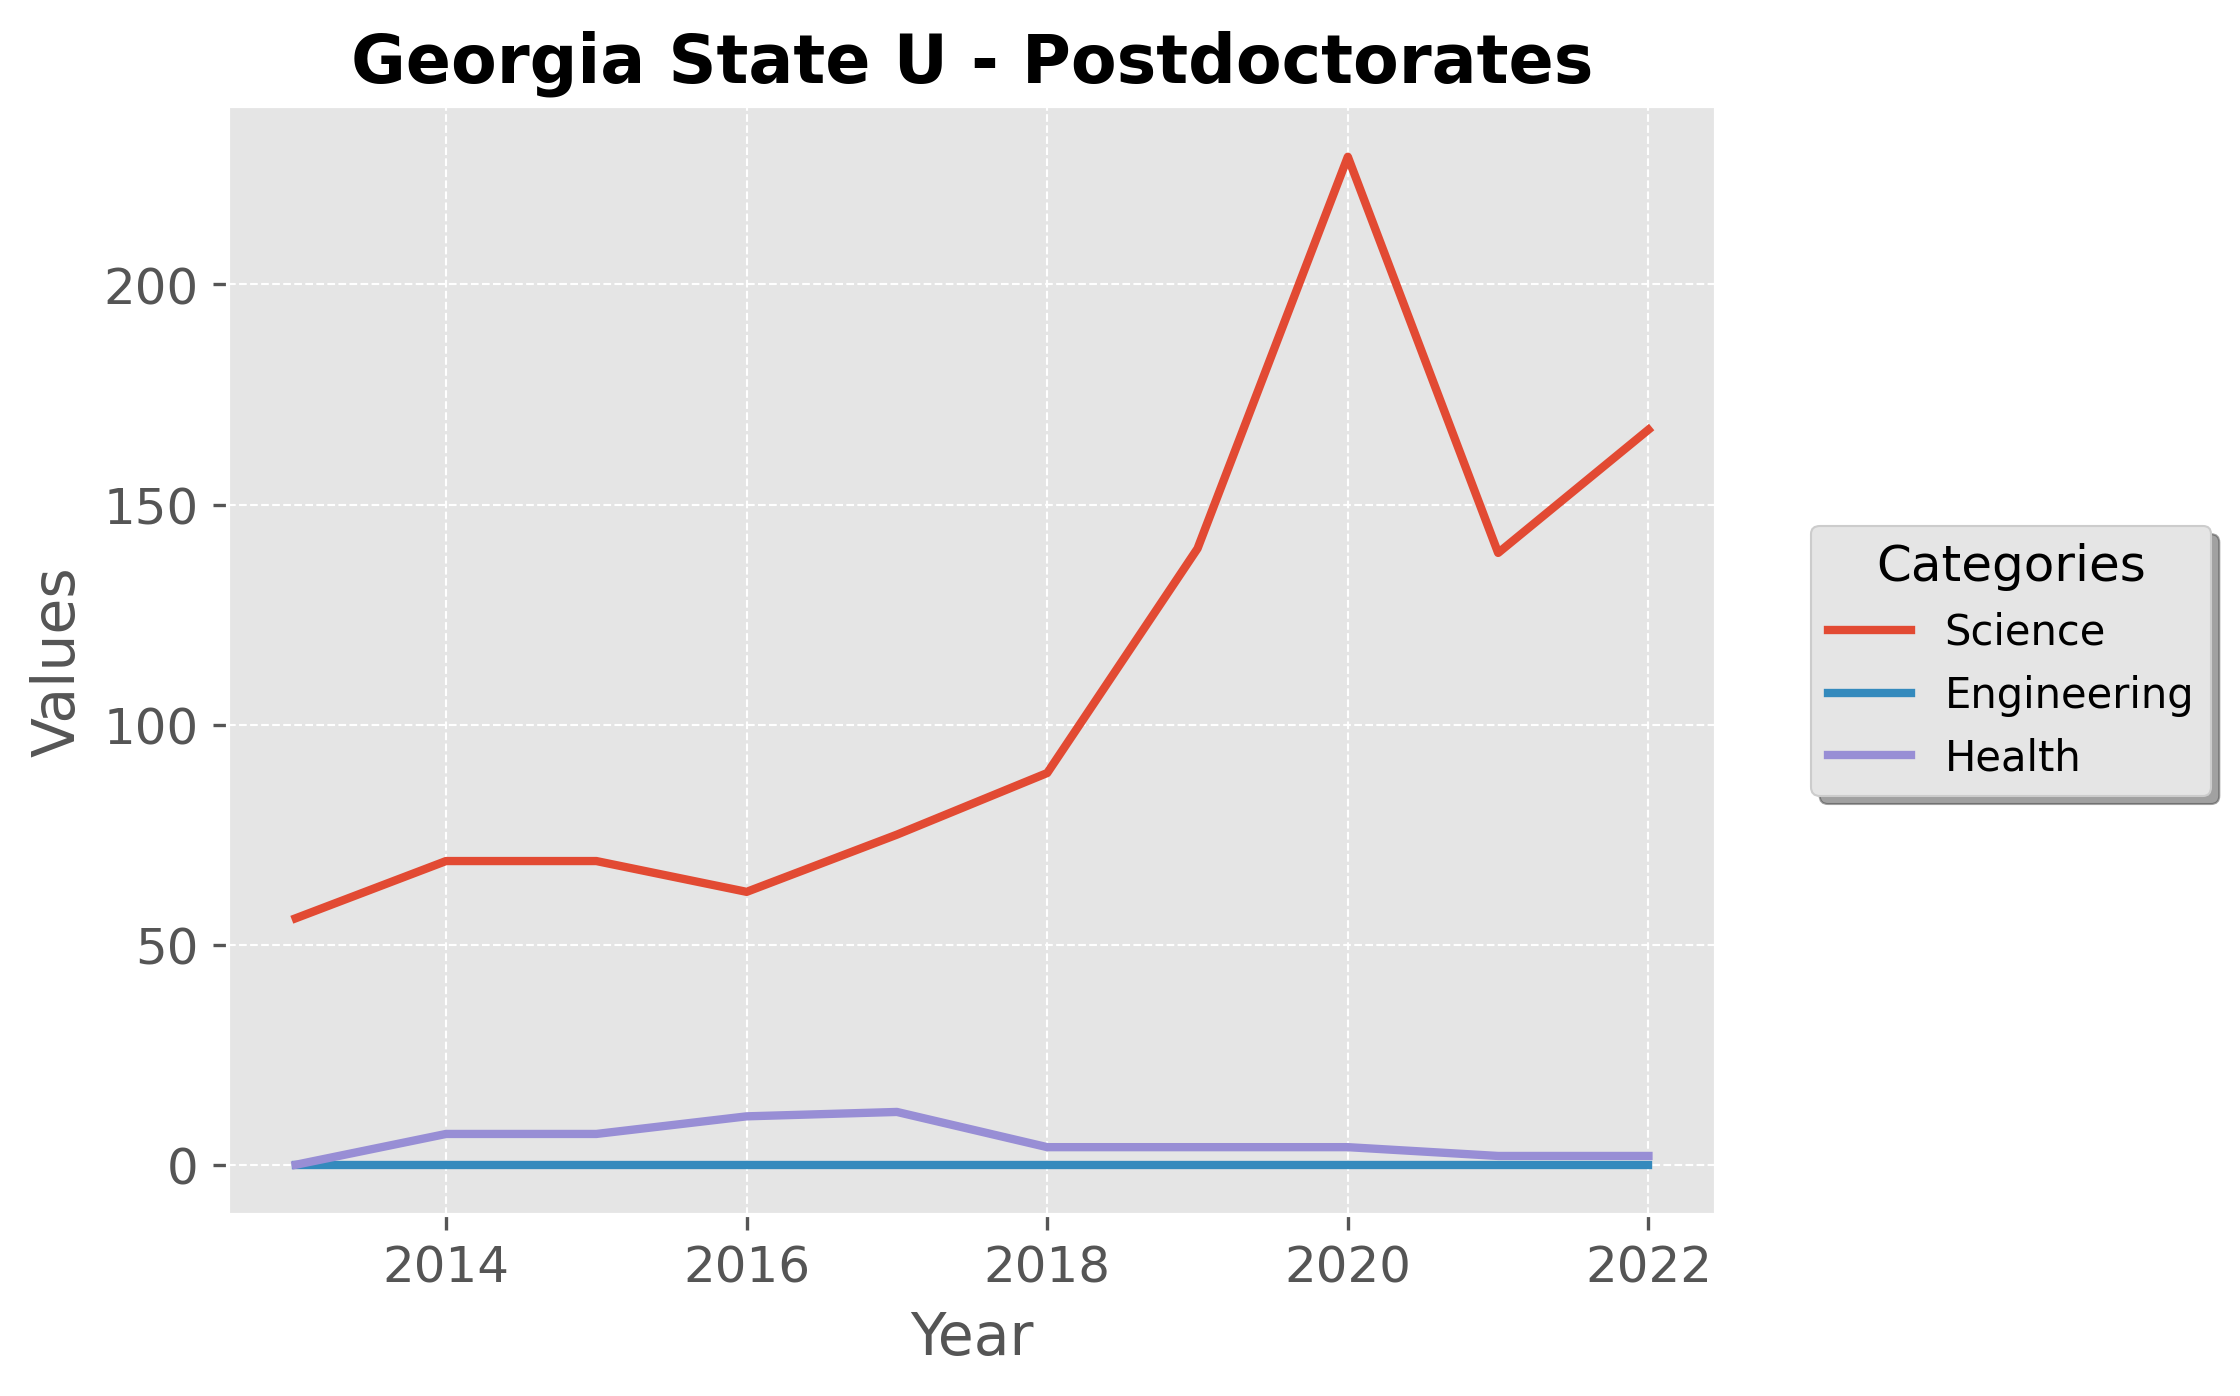 Georgia State U - Postdoctorates
Values
200
150
100
50
0
2014 2016 2018 2020 2022
Year
Categories
Science
Engineering
Health